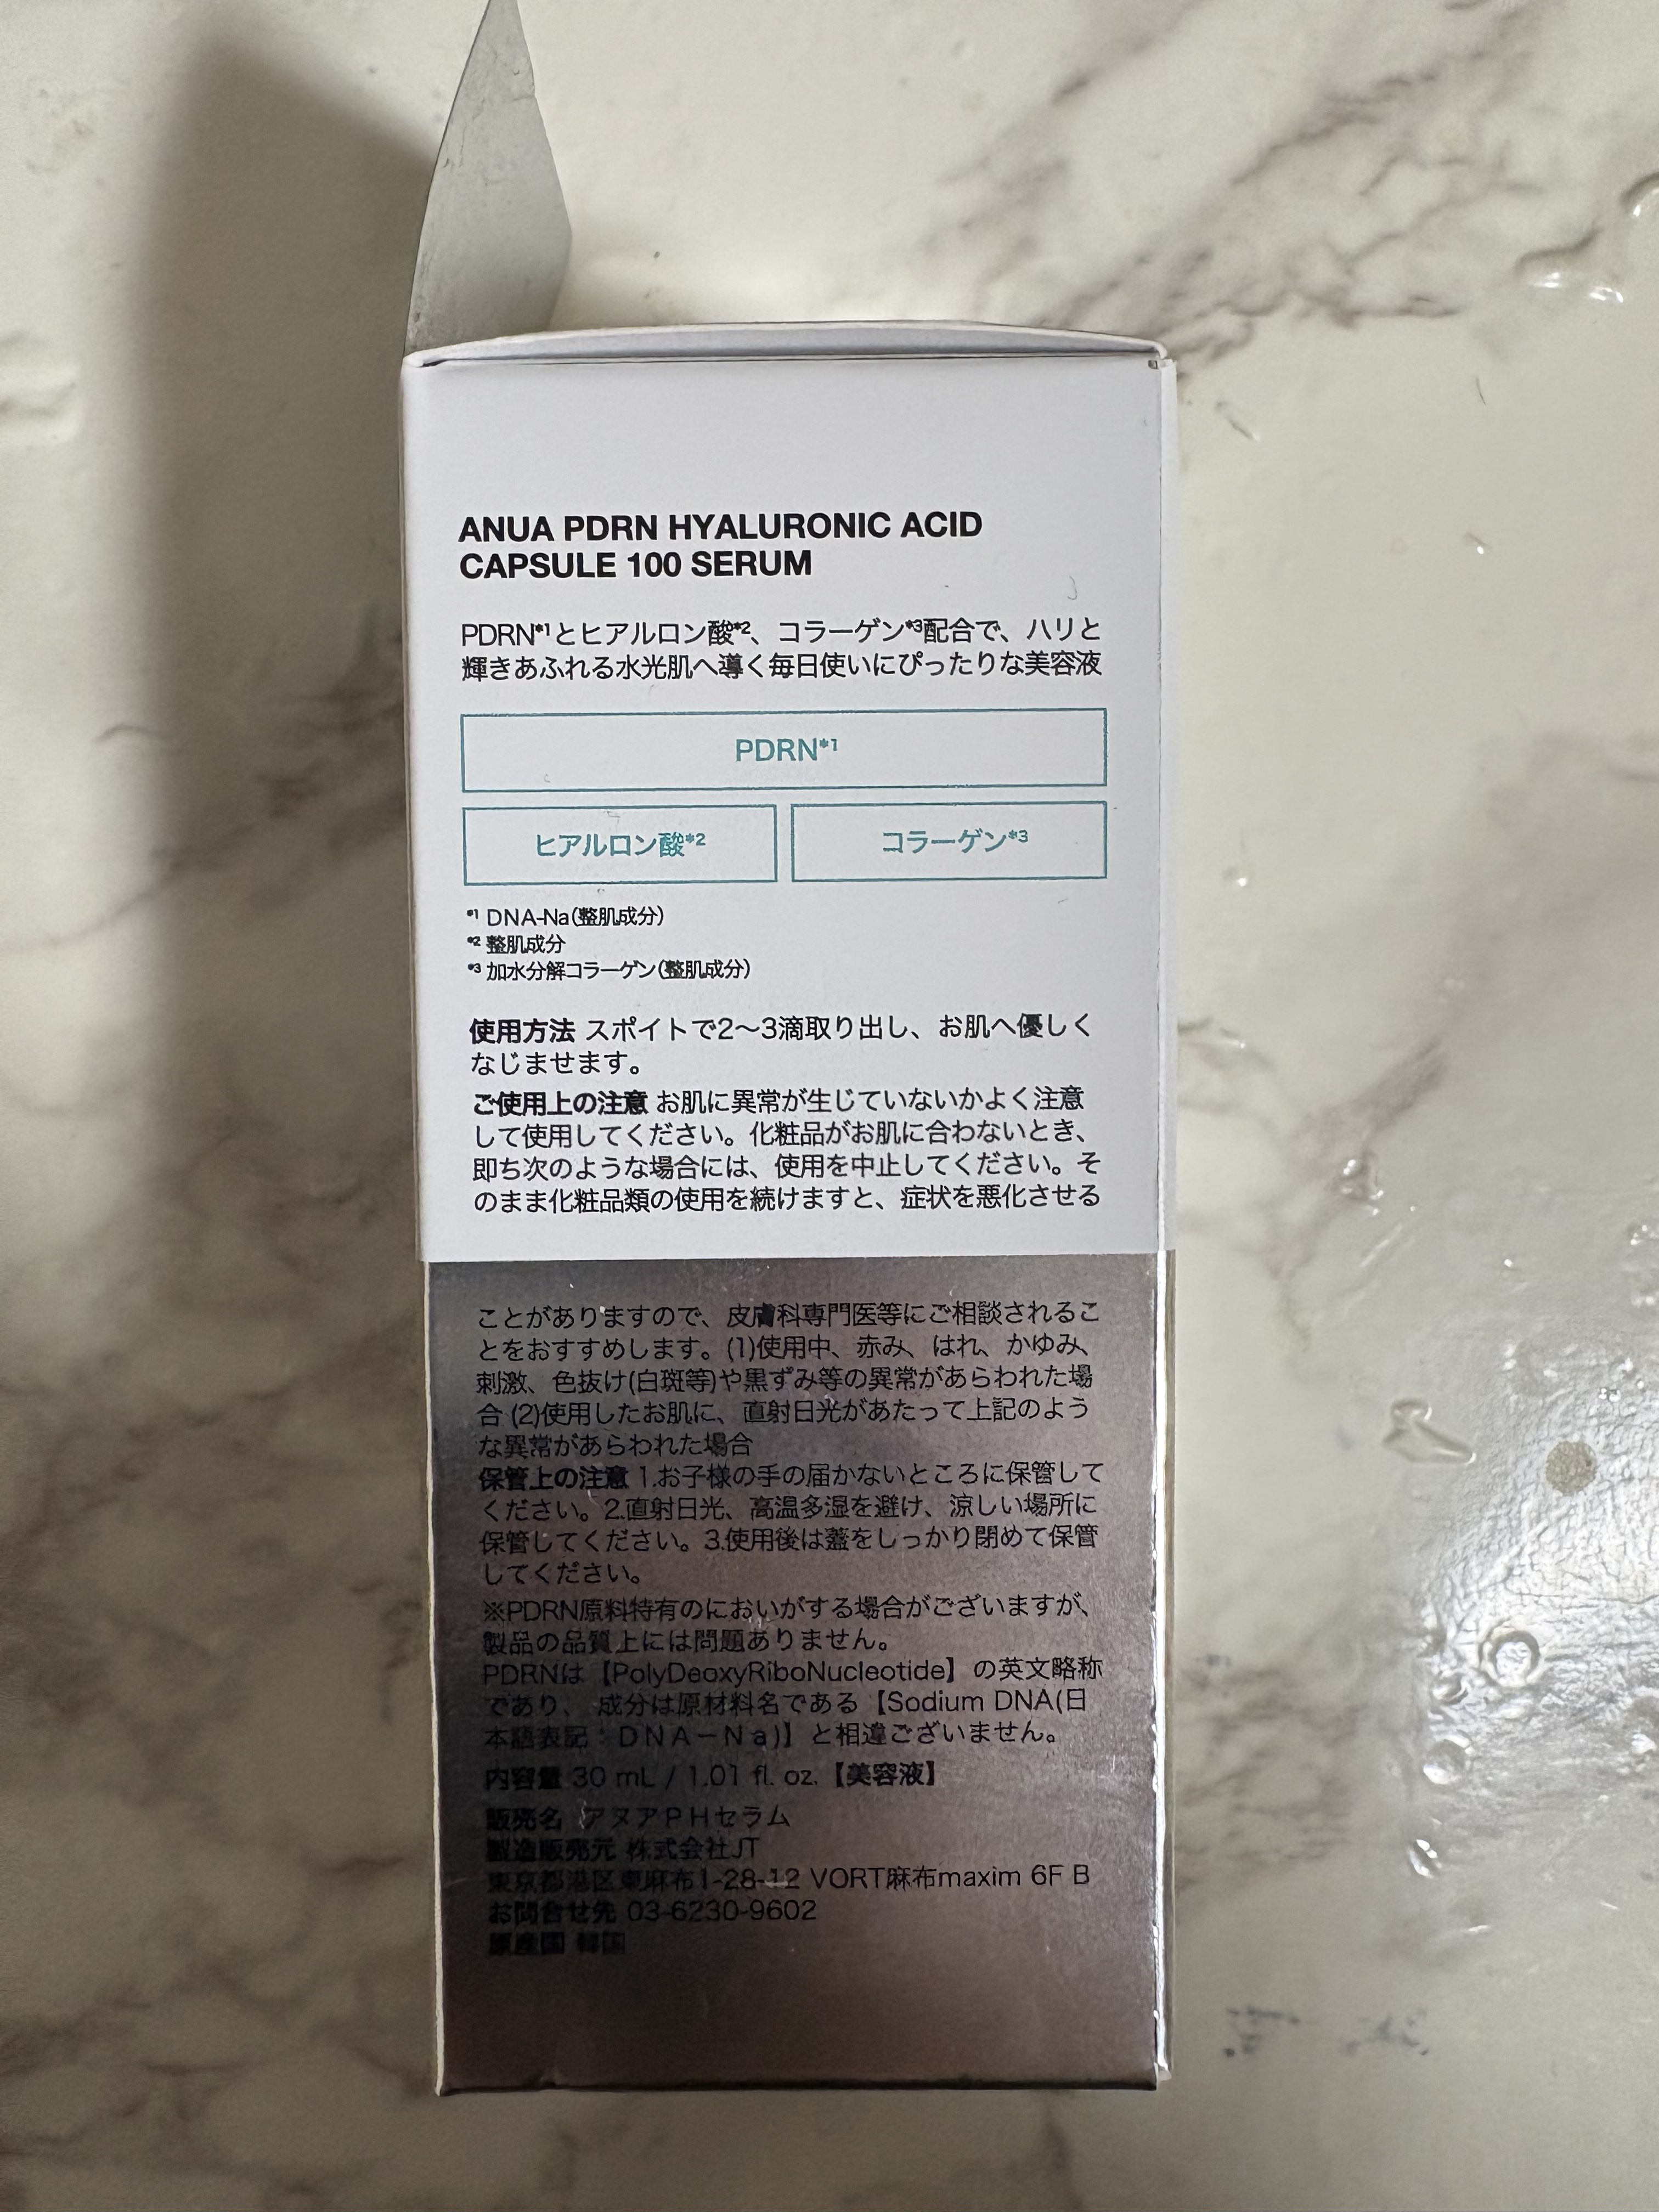 ANUA PDRN HYALURONIC ACID
CAPSULE 100 SERUM
PDRN*1とヒアルロン酸*2、コラーゲン*3配合で、ハリと
輝きあふれる水光肌へ導く毎日使いにぴったりな美容液
PDRN*1
ヒアルロン酸*2 コラーゲン*3
*1 DNA-Na(整肌成分)
*2 整肌成分
*3 加水分解コラーゲン(整肌成分)
使用方法 スポイトで2〜3滴取り出し、お肌へ優しく
なじませます。
ご使用上の注意 お肌に異常が生じていないかよく注意
して使用してください。化粧品がお肌に合わないとき、
即ち次のような場合には、使用を中止してください。そ
のまま化粧品類の使用を続けますと、症状を悪化させる
ことがありますので、皮膚科専門医等にご相談されるこ
とをおすすめします。(1)使用中、赤み、はれ、かゆみ、
刺激、色抜け(白斑等)や黒ずみ等の異常があらわれた場
合 (2)使用したお肌に、直射日光があたって上記のよう
な異常があらわれた場合
保管上の注意 1.お子様の手の届かないところに保管して
ください。2.直射日光、高温多湿を避け、涼しい場所に
保管してください。3.使用後は蓋をしっかり閉めて保管
してください。
※PDRN原料特有のにおいがする場合がございますが、
製品の品質上には問題ありません。
PDRNは【PolyDeoxyRiboNucleotide】の英文略称
であり、 成分は原材料名である【Sodium DNA(日
本語表記：ＤＮＡ－Ｎａ)】と相違ございません。
内容量 30 mL / 1.01 fl. oz.【美容液】
販売名 アヌアＰＨセラム
製造販売元 株式会社JT
東京都港区東麻布1-28-12 VORT麻布maxim 6F B
お問合せ先 03-6230-9602
原産国 韓国